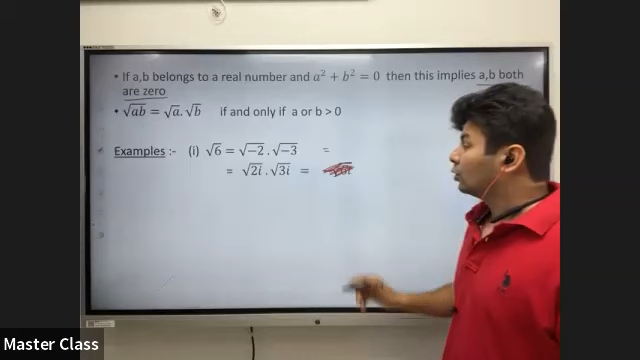 • If a,b belongs to a real number and a² + b² = 0 then this implies a,b both
are zero
• √ab = √a.√b if and only if a or b > 0
Examples :- (i) √6 = √−2 . √−3 =
= √2i . √3i =
Master Class